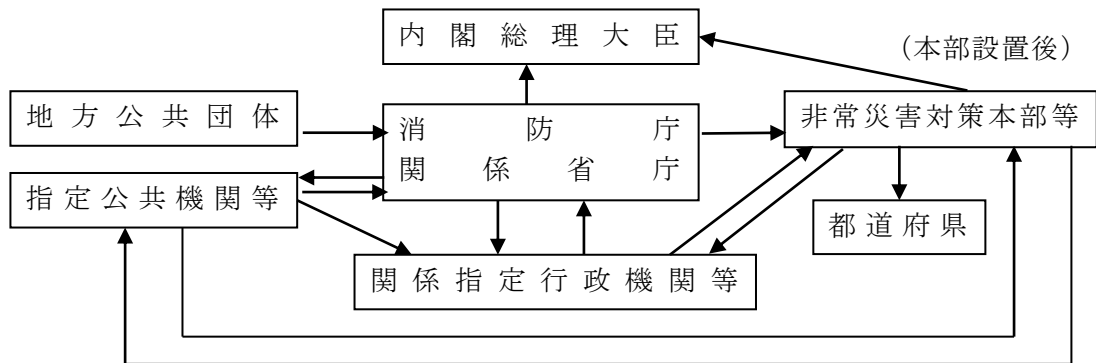 内閣総理大臣
（本部設置後）
地方公共団体
消防庁
関係省庁
非常災害対策本部等
指定公共機関等
都道府県
関係指定行政機関等